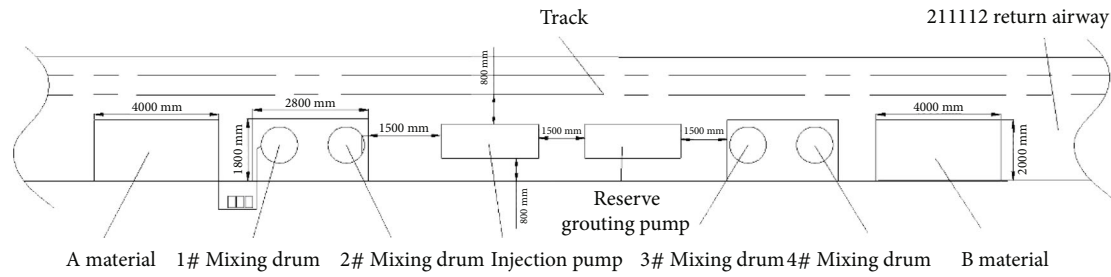 Track
211112 return airway
800 mm
4000 mm
2800 mm
4000 mm
1500 mm
1500 mm
1500 mm
1800 mm
2000 mm
800 mm
Reserve
grouting pump
A material
1# Mixing drum
2# Mixing drum
Injection pump
3# Mixing drum
4# Mixing drum
B material